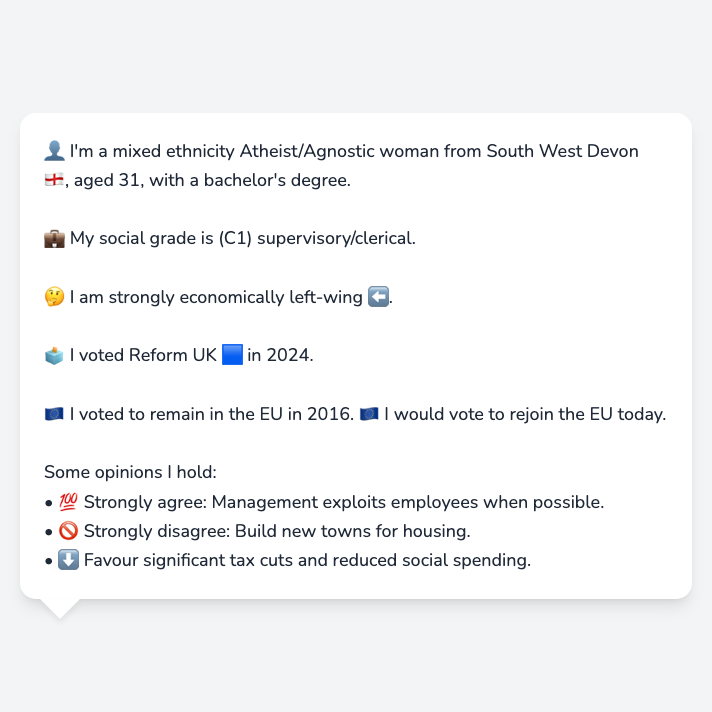 👤 I'm a mixed ethnicity Atheist/Agnostic woman from South West Devon
🏴󠁧󠁢󠁥󠁮󠁧󠁿, aged 31, with a bachelor's degree.
💼 My social grade is (C1) supervisory/clerical.
🤔 I am strongly economically left-wing ⬅️.
🗳️ I voted Reform UK 🟦 in 2024.
🇪🇺 I voted to remain in the EU in 2016. 🇪🇺 I would vote to rejoin the EU today.
Some opinions I hold:
• 💯 Strongly agree: Management exploits employees when possible.
• 🚫 Strongly disagree: Build new towns for housing.
• ⬇️ Favour significant tax cuts and reduced social spending.